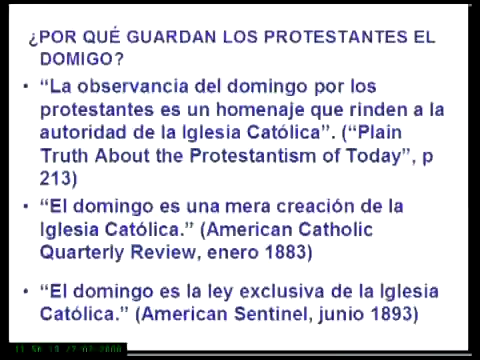 ¿POR QUÉ GUARDAN LOS PROTESTANTES EL
DOMIGO?
• “La observancia del domingo por los
protestantes es un homenaje que rinden a la
autoridad de la Iglesia Católica”. (“Plain
Truth About the Protestantism of Today”, p
213)
• “El domingo es una mera creación de la
Iglesia Católica.” (American Catholic
Quarterly Review, enero 1883)
• “El domingo es la ley exclusiva de la Iglesia
Católica.” (American Sentinel, junio 1893)